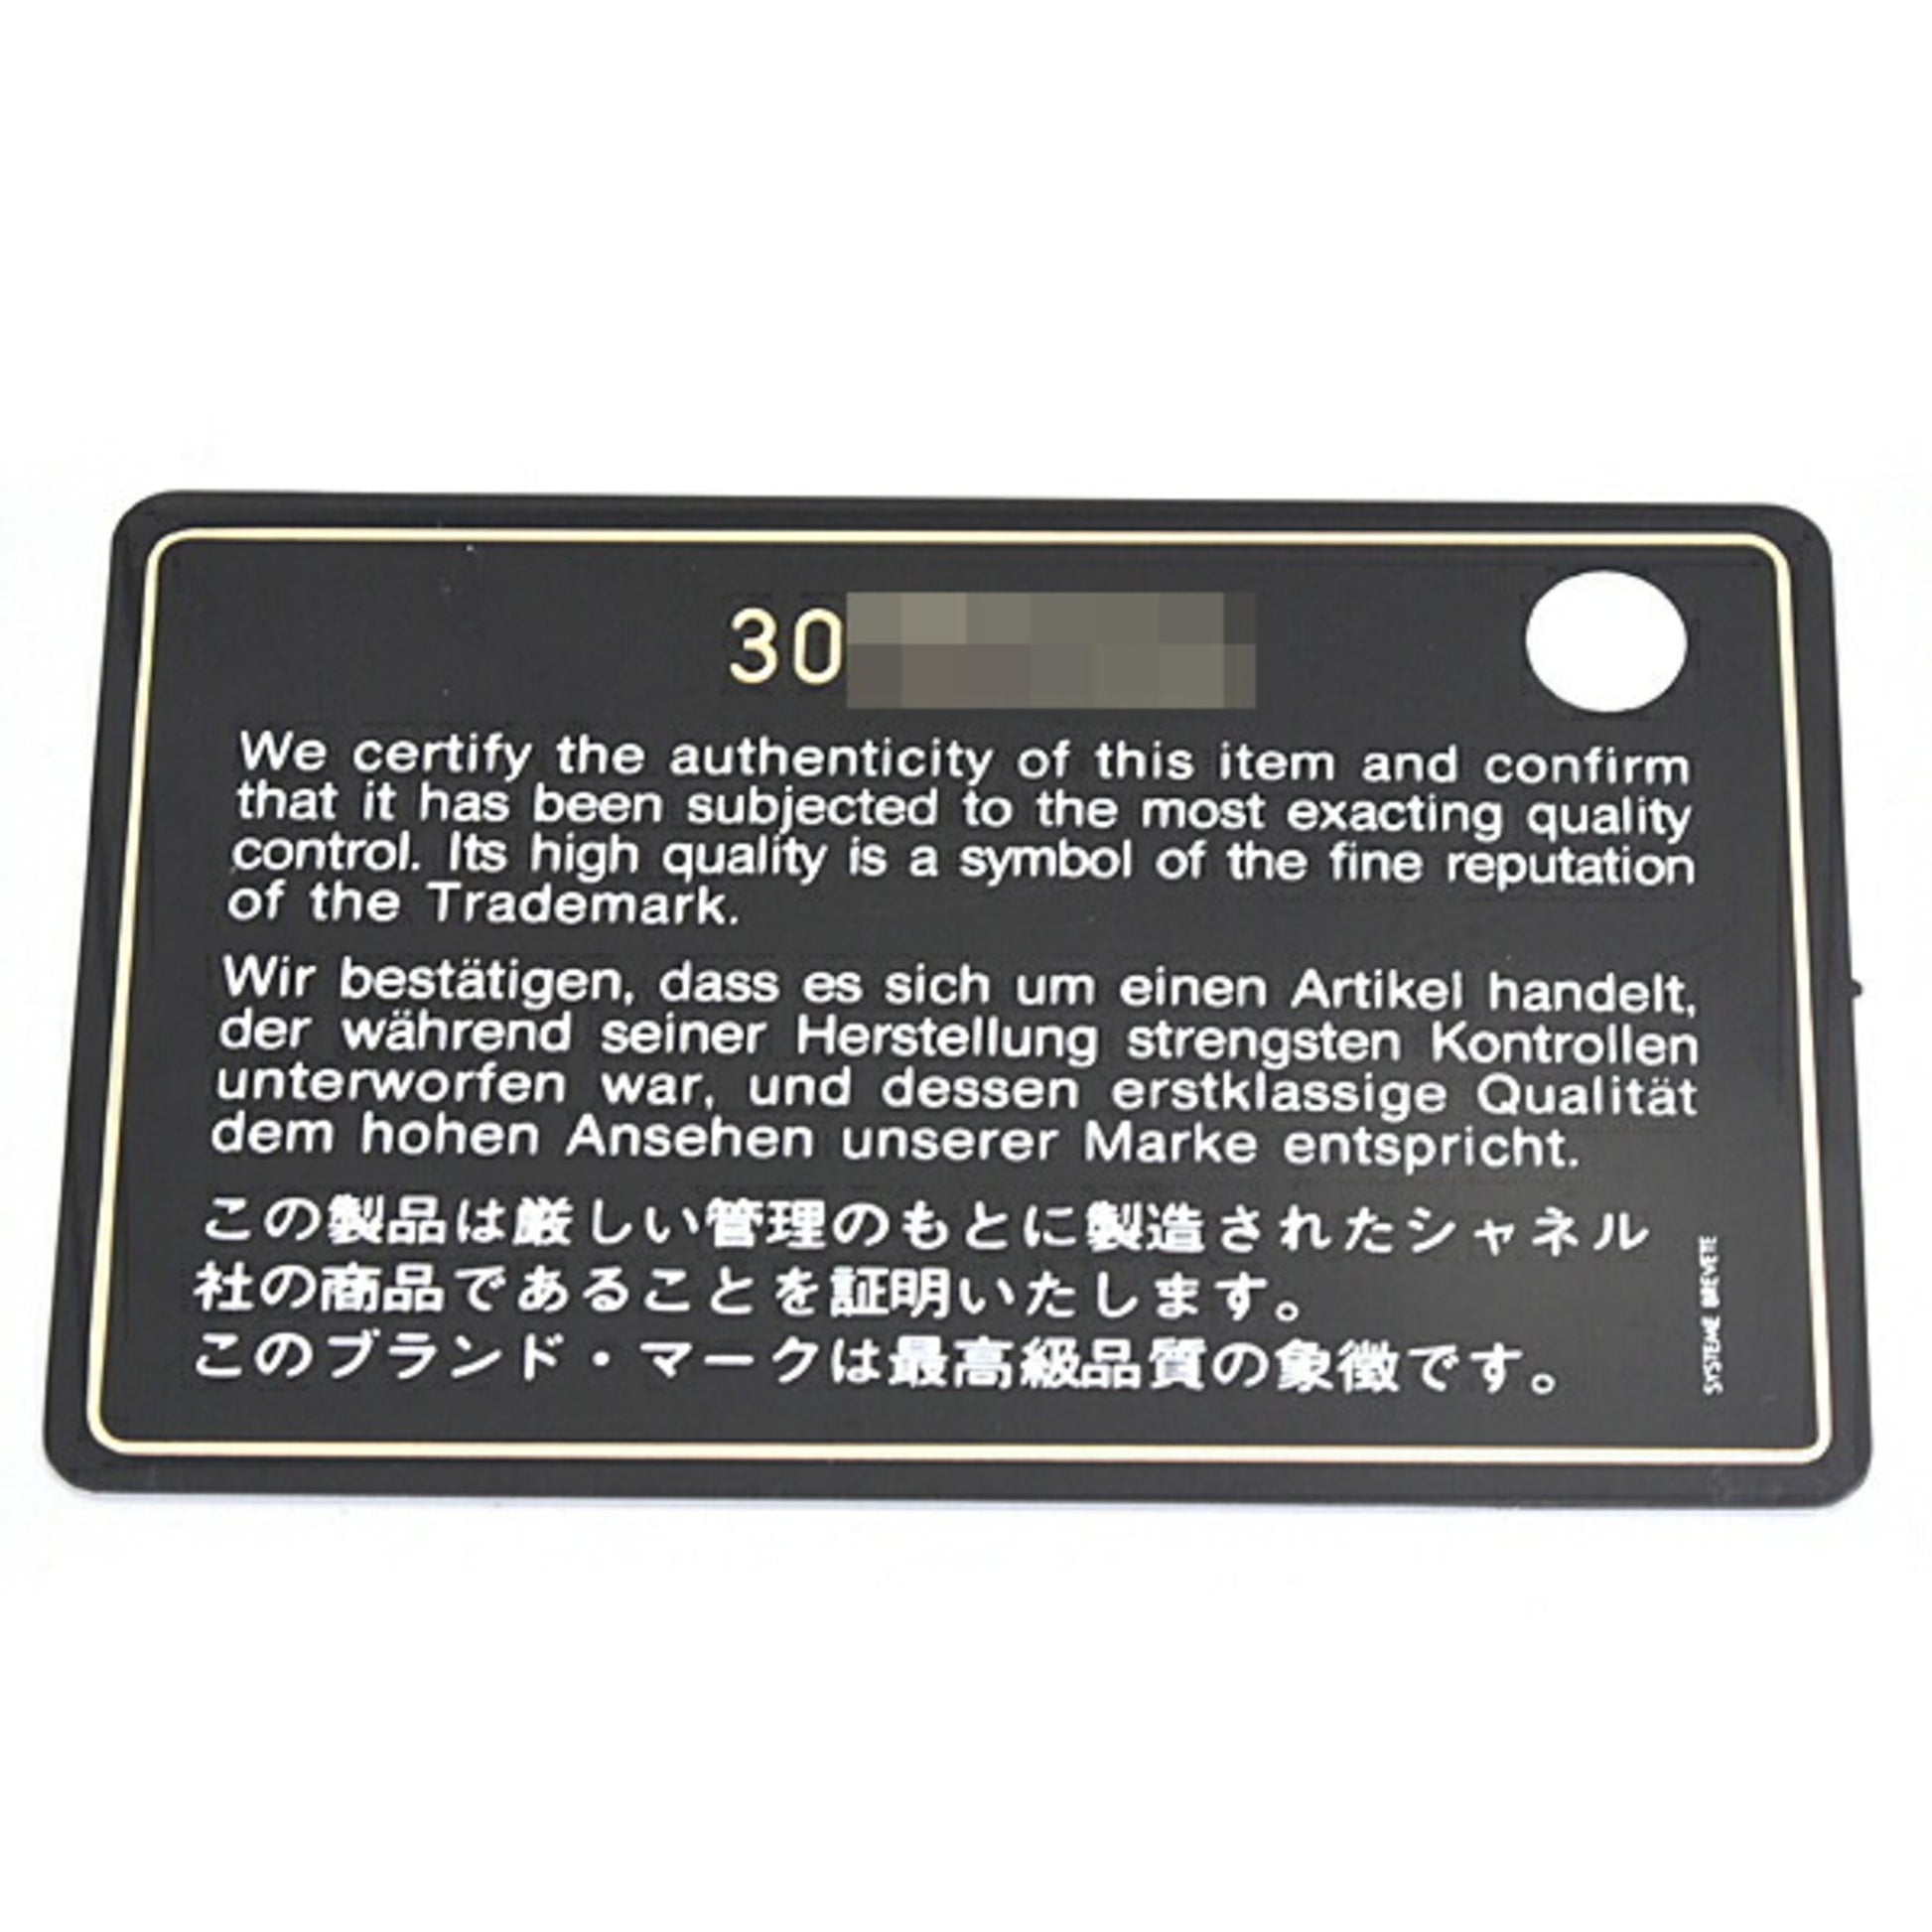 30
We certify the authenticity of this item and confirm
that it has been subjected to the most exacting quality
control. Its high quality is a symbol of the fine reputation
of the Trademark.
Wir bestätigen, dass es sich um einen Artikel handelt,
der während seiner Herstellung strengsten Kontrollen
unterworfen war, und dessen erstklassige Qualität
dem hohen Ansehen unserer Marke entspricht.
この製品は厳しい管理のもとに製造されたシャネル
社の商品であることを証明いたします。
このブランド・マークは最高級品質の象徴です。
SYSTEME BREVETE